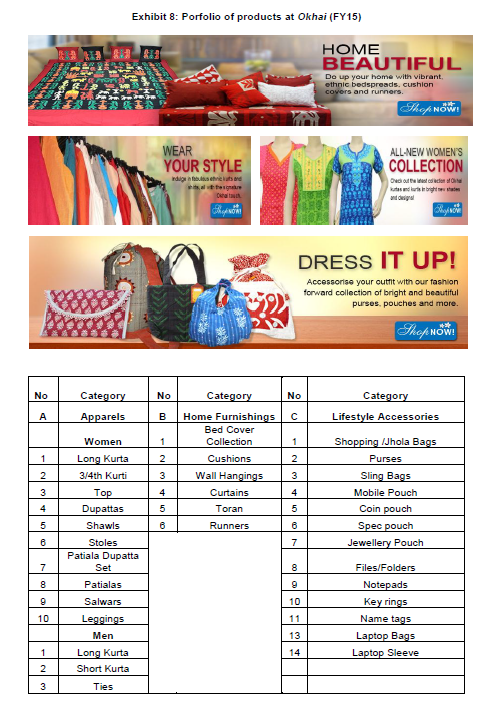 Exhibit 8: Porfolio of products at Okhai (FY15)
HOME
BEAUTIFUL
Do up your home with vibrant,
ethnic bedspreads, cushion
covers and runners.
Shop NOW!
WEAR
YOUR STYLE
Indulge in fabulous ethnic kurtis and
shirts, all with the signature
Okhai touch.
Shop NOW!
ALL-NEW WOMEN'S
COLLECTION
Check out the latest collection of Okhai
kurtas and kurtis in bright new shades
and designs!
Shop NOW!
DRESS IT UP!
Accessorise your outfit with our fashion
forward collection of bright and beautiful
purses, pouches and more.
Shop NOW!
No Category No Category No Category
A Apparels B Home Furnishings C Lifestyle Accessories
Women 1 Bed Cover Collection 1 Shopping /Jhola Bags
1 Long Kurta 2 Cushions 2 Purses
2 3/4th Kurti 3 Wall Hangings 3 Sling Bags
3 Top 4 Curtains 4 Mobile Pouch
4 Dupattas 5 Toran 5 Coin pouch
5 Shawls 6 Runners 6 Spec pouch
6 Stoles 7 Jewellery Pouch
7 Patiala Dupatta Set 8 Files/Folders
8 Patialas 9 Notepads
9 Salwars 10 Key rings
10 Leggings 11 Name tags
Men 13 Laptop Bags
1 Long Kurta 14 Laptop Sleeve
2 Short Kurta
3 Ties